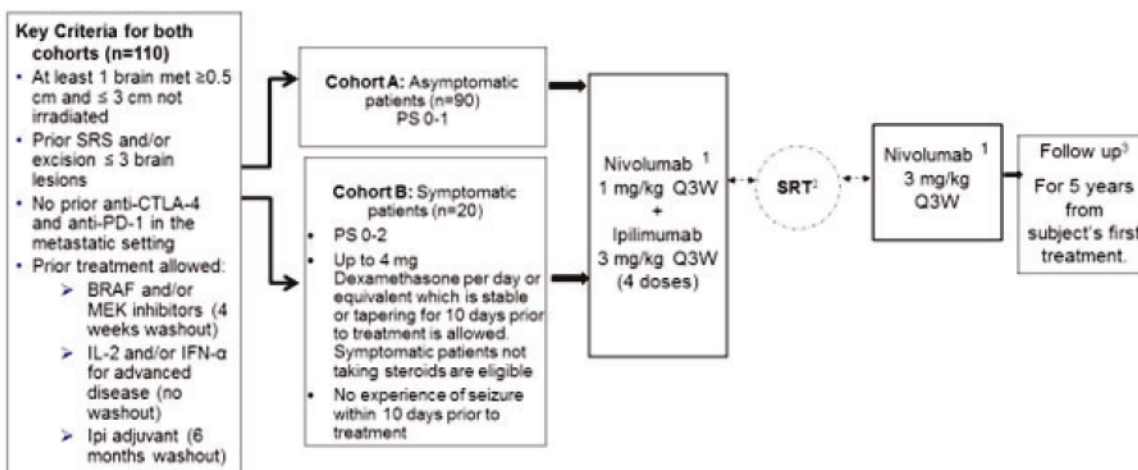 Key Criteria for both
cohorts (n=110)
• At least 1 brain met ≥0.5
cm and ≤ 3 cm not
irradiated
• Prior SRS and/or
excision ≤ 3 brain
lesions
• No prior anti-CTLA-4
and anti-PD-1 in the
metastatic setting
• Prior treatment allowed:
➢ BRAF and/or
MEK inhibitors (4
weeks washout)
➢ IL-2 and/or IFN-α
for advanced
disease (no
washout)
➢ Ipi adjuvant (6
months washout)
Cohort A: Asymptomatic
patients (n=90)
PS 0-1
Cohort B: Symptomatic
patients (n=20)
• PS 0-2
• Up to 4 mg
Dexamethasone per day or
equivalent which is stable
or tapering for 10 days prior
to treatment is allowed.
Symptomatic patients not
taking steroids are eligible
• No experience of seizure
within 10 days prior to
treatment
Nivolumab 1
1 mg/kg Q3W
+
Ipilimumab
3 mg/kg Q3W
(4 doses)
SRT2
Nivolumab 1
3 mg/kg
Q3W
Follow up3
For 5 years
from
subject's first
treatment.